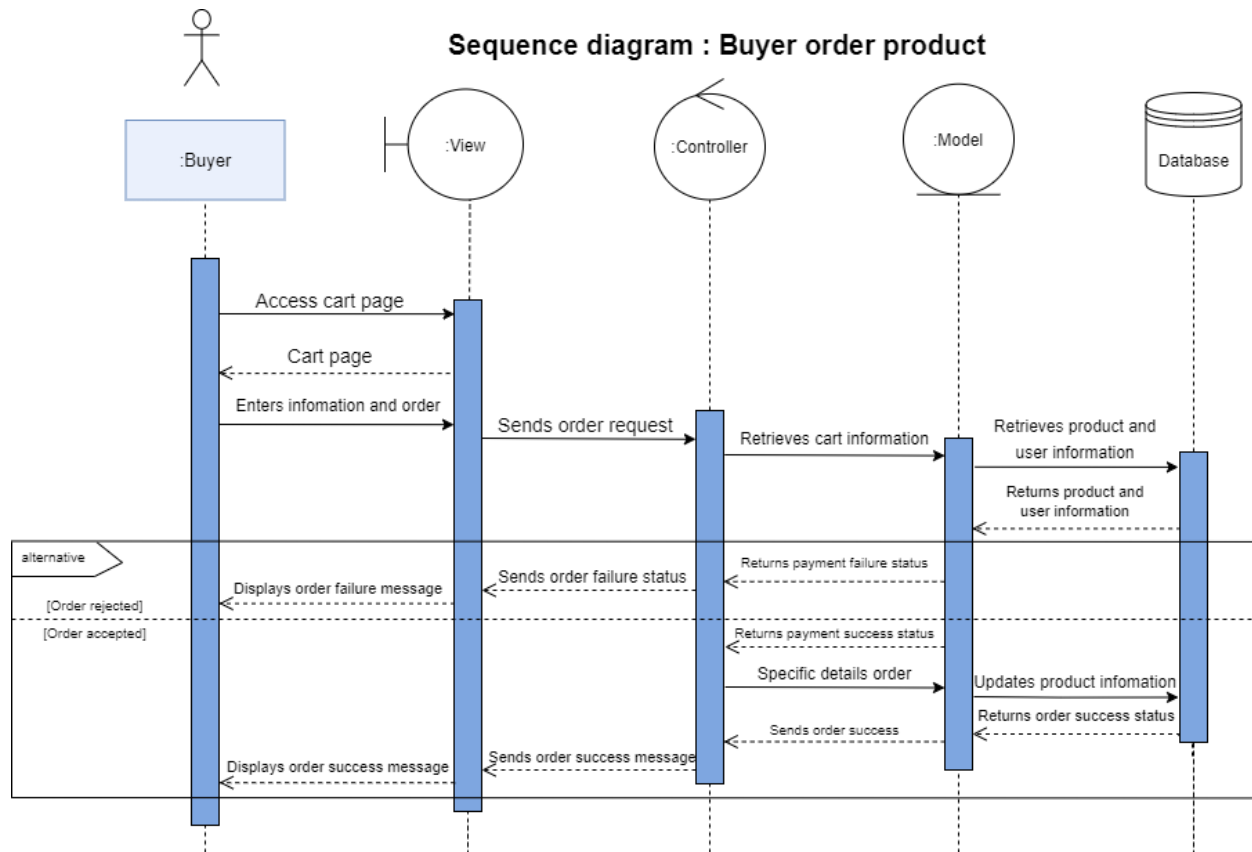 Sequence diagram : Buyer order product
:Buyer
:View
:Controller
:Model
Database
Access cart page
Cart page
Enters infomation and order
Sends order request
Retrieves cart information
Retrieves product and
user information
Returns product and
user information
alternative
Returns payment failure status
Sends order failure status
Displays order failure message
[Order rejected]
[Order accepted]
Returns payment success status
Specific details order
Updates product infomation
Returns order success status
Sends order success
Sends order success message
Displays order success message